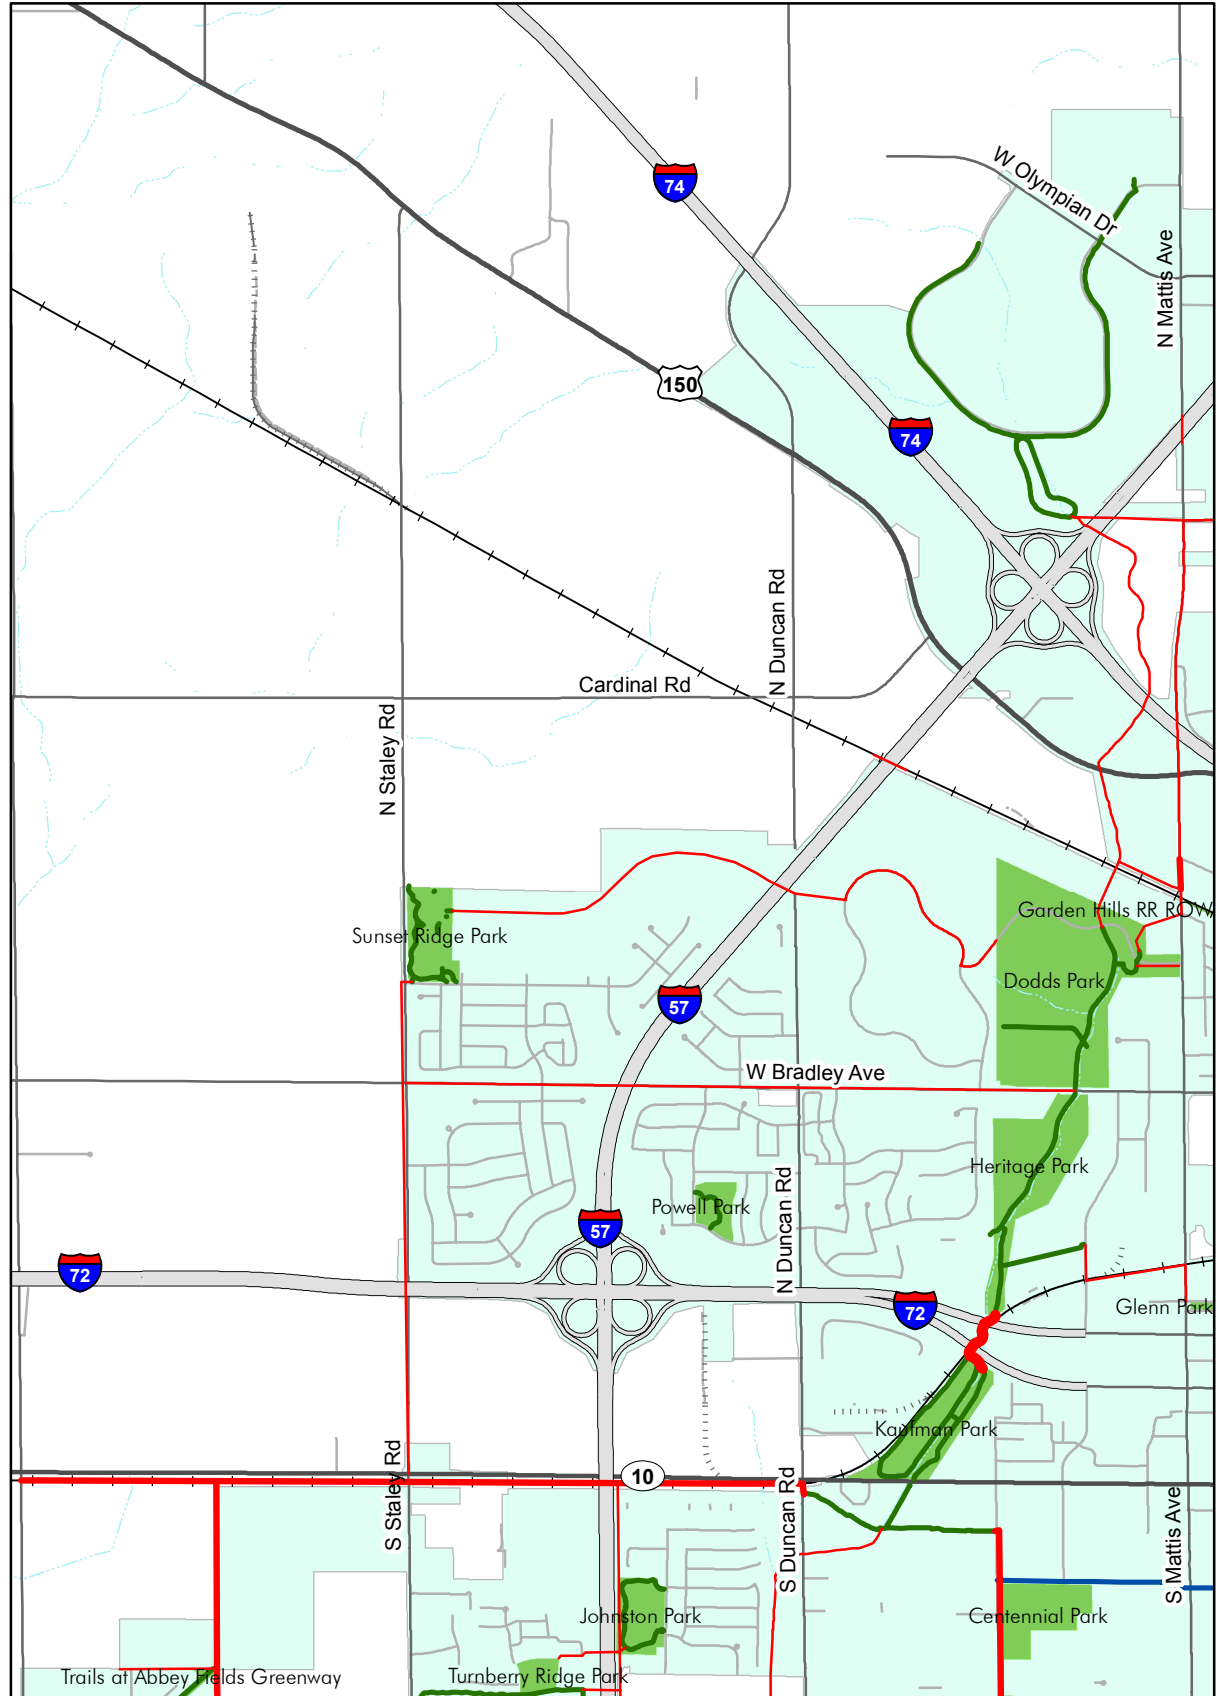 W Olympian Dr
74
N Mattis Ave
150
74
N Duncan Rd
Cardinal Rd
N Staley Rd
Garden Hills RR ROW
Sunset Ridge Park
Dodds Park
57
W Bradley Ave
Heritage Park
N Duncan Rd
Powell Park
57
72
72
Glenn Park
Kaufman Park
S Staley Rd
10
S Duncan Rd
S Mattis Ave
Johnston Park
Centennial Park
Trails at Abbey Fields Greenway
Turnberry Ridge Park